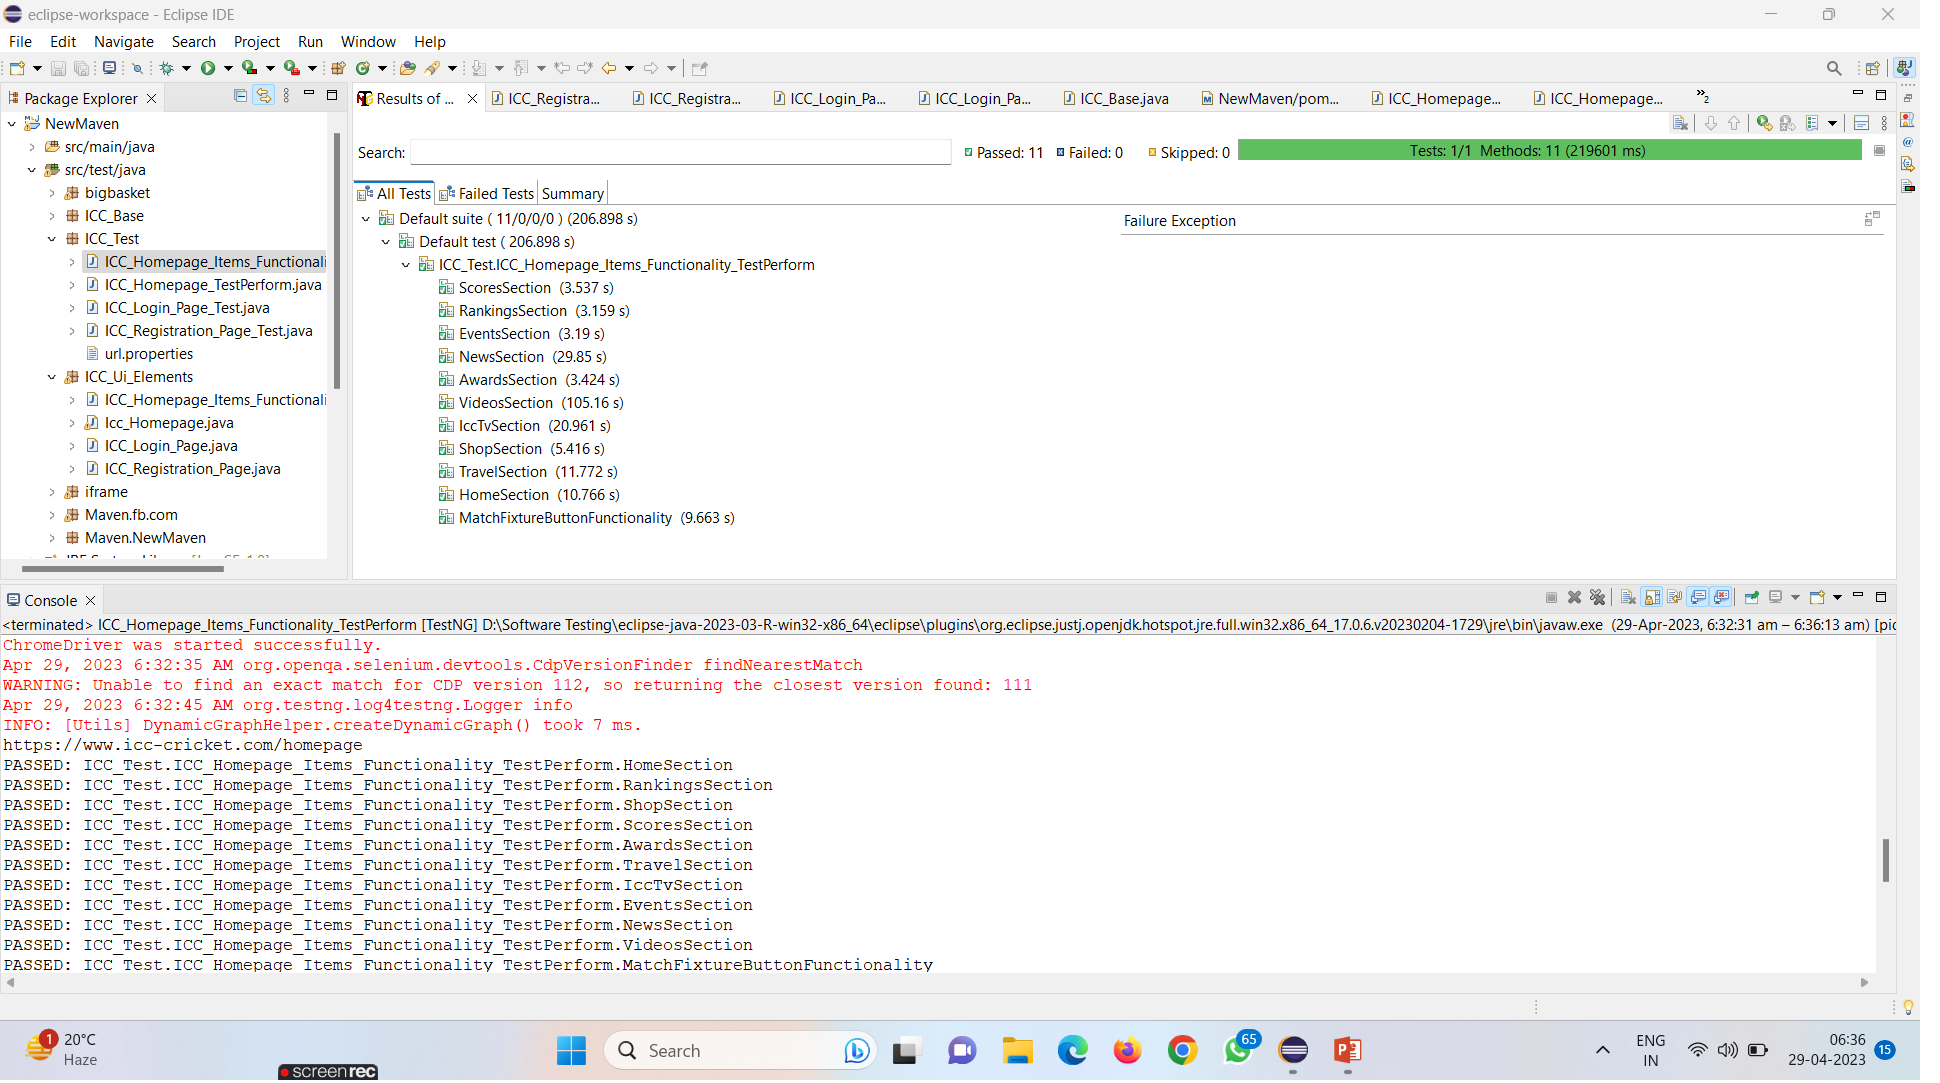 eclipse-workspace - Eclipse IDE
File Edit Navigate Search Project Run Window Help
Package Explorer
Results of ... ICC_Registra... ICC_Registra... ICC_Login_Pa... ICC_Login_Pa... ICC_Base.java NewMaven/pom... ICC_Homepage... ICC_Homepage... »2
NewMaven
src/main/java
src/test/java
bigbasket
ICC_Base
ICC_Test
ICC_Homepage_Items_Functionali
ICC_Homepage_TestPerform.java
ICC_Login_Page_Test.java
ICC_Registration_Page_Test.java
url.properties
ICC_Ui_Elements
ICC_Homepage_Items_Functionali
Icc_Homepage.java
ICC_Login_Page.java
ICC_Registration_Page.java
iframe
Maven.fb.com
Maven.NewMaven
Search: Passed: 11 Failed: 0 Skipped: 0 Tests: 1/1 Methods: 11 (219601 ms)
All Tests Failed Tests Summary
Default suite ( 11/0/0/0 ) (206.898 s)
Default test ( 206.898 s)
ICC_Test.ICC_Homepage_Items_Functionality_TestPerform
ScoresSection (3.537 s)
RankingsSection (3.159 s)
EventsSection (3.19 s)
NewsSection (29.85 s)
AwardsSection (3.424 s)
VideosSection (105.16 s)
IccTvSection (20.961 s)
ShopSection (5.416 s)
TravelSection (11.772 s)
HomeSection (10.766 s)
MatchFixtureButtonFunctionality (9.663 s)
Failure Exception
Console
<terminated> ICC_Homepage_Items_Functionality_TestPerform [TestNG] D:\Software Testing\eclipse-java-2023-03-R-win32-x86_64\eclipse\plugins\org.eclipse.justj.openjdk.hotspot.jre.full.win32.x86_64_17.0.6.v20230204-1729\jre\bin\javaw.exe (29-Apr-2023, 6:32:31 am – 6:36:13 am) [pic
ChromeDriver was started successfully.
Apr 29, 2023 6:32:35 AM org.openqa.selenium.devtools.CdpVersionFinder findNearestMatch
WARNING: Unable to find an exact match for CDP version 112, so returning the closest version found: 111
Apr 29, 2023 6:32:45 AM org.testng.log4testng.Logger info
INFO: [Utils] DynamicGraphHelper.createDynamicGraph() took 7 ms.
https://www.icc-cricket.com/homepage
PASSED: ICC_Test.ICC_Homepage_Items_Functionality_TestPerform.HomeSection
PASSED: ICC_Test.ICC_Homepage_Items_Functionality_TestPerform.RankingsSection
PASSED: ICC_Test.ICC_Homepage_Items_Functionality_TestPerform.ShopSection
PASSED: ICC_Test.ICC_Homepage_Items_Functionality_TestPerform.ScoresSection
PASSED: ICC_Test.ICC_Homepage_Items_Functionality_TestPerform.AwardsSection
PASSED: ICC_Test.ICC_Homepage_Items_Functionality_TestPerform.TravelSection
PASSED: ICC_Test.ICC_Homepage_Items_Functionality_TestPerform.IccTvSection
PASSED: ICC_Test.ICC_Homepage_Items_Functionality_TestPerform.EventsSection
PASSED: ICC_Test.ICC_Homepage_Items_Functionality_TestPerform.NewsSection
PASSED: ICC_Test.ICC_Homepage_Items_Functionality_TestPerform.VideosSection
PASSED: ICC_Test.ICC_Homepage_Items_Functionality_TestPerform.MatchFixtureButtonFunctionality
1 20°C
Haze
screenrec
Search
65
ENG
IN
06:36
29-04-2023
15